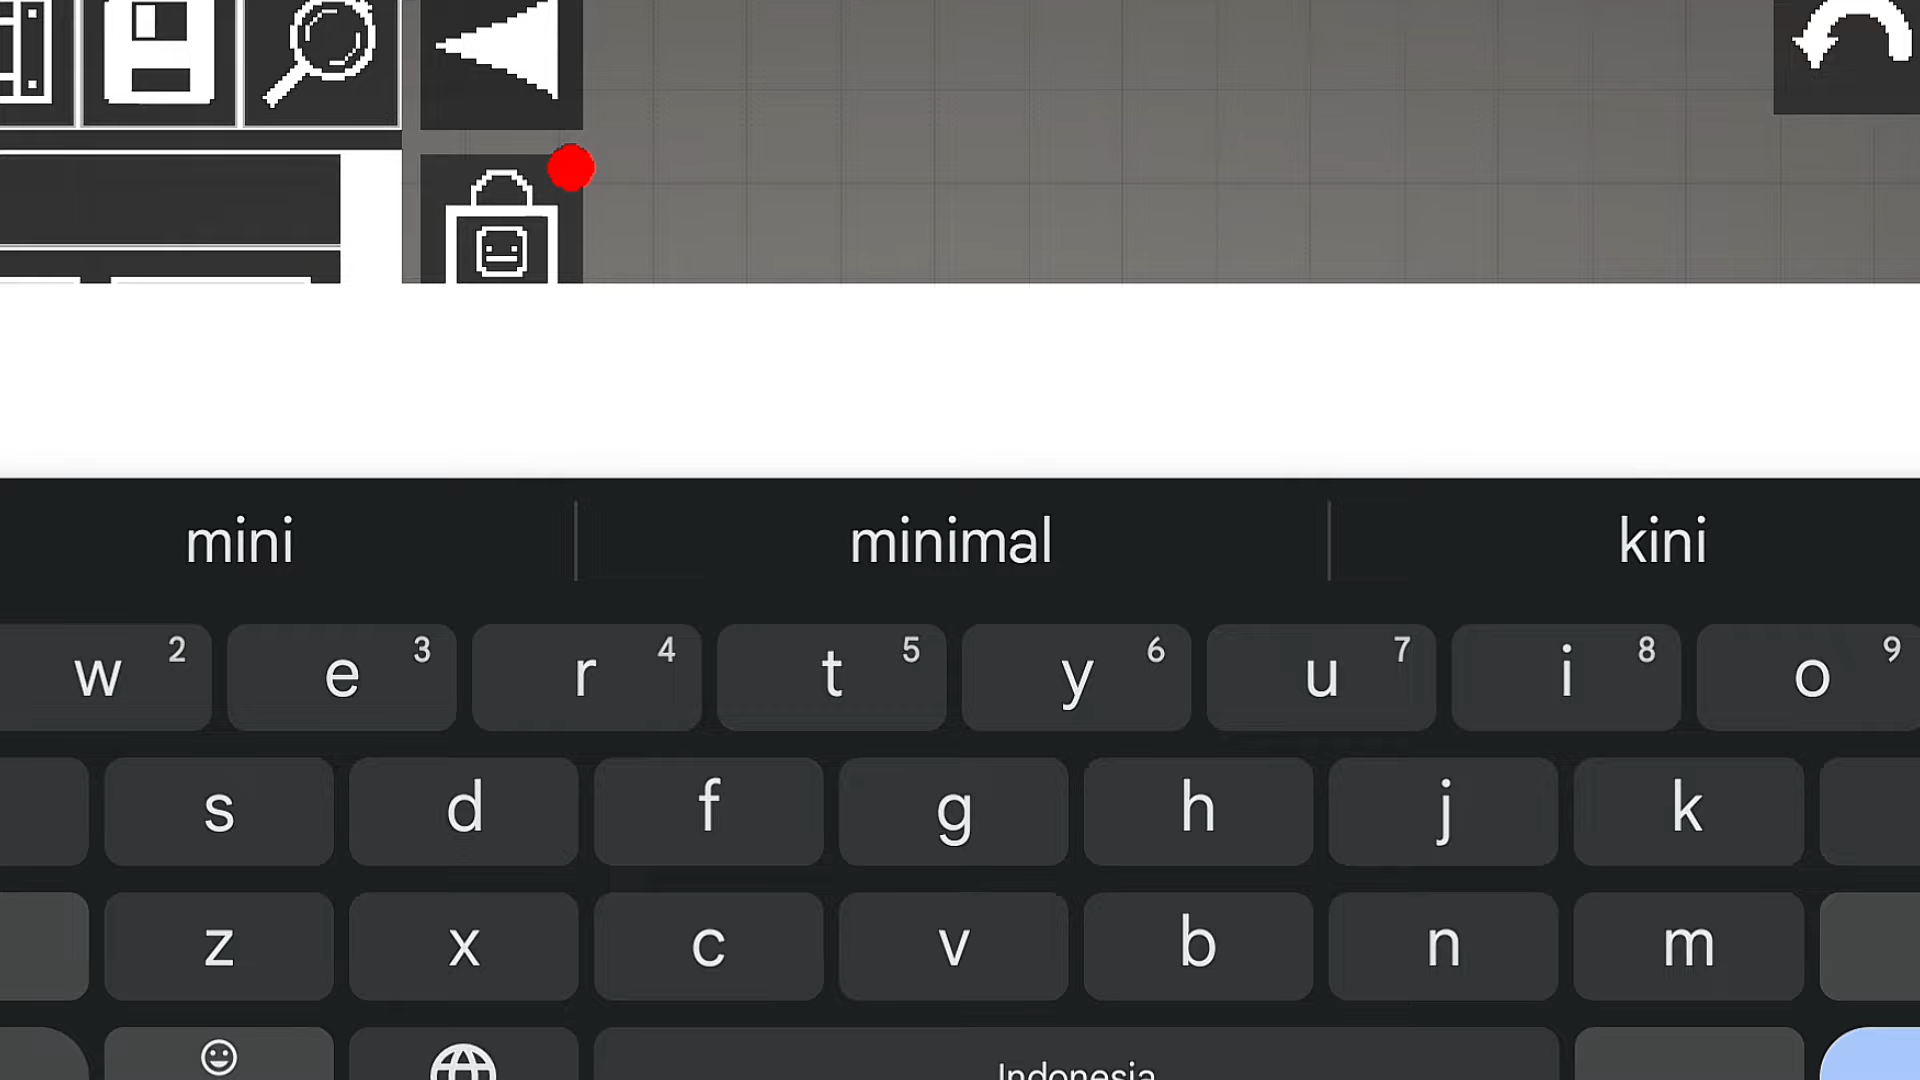 mini minimal kini
w 2 e 3 r 4 t 5 y 6 u 7 i 8 o 9
s d f g h j k
z x c v b n m
Indonesia